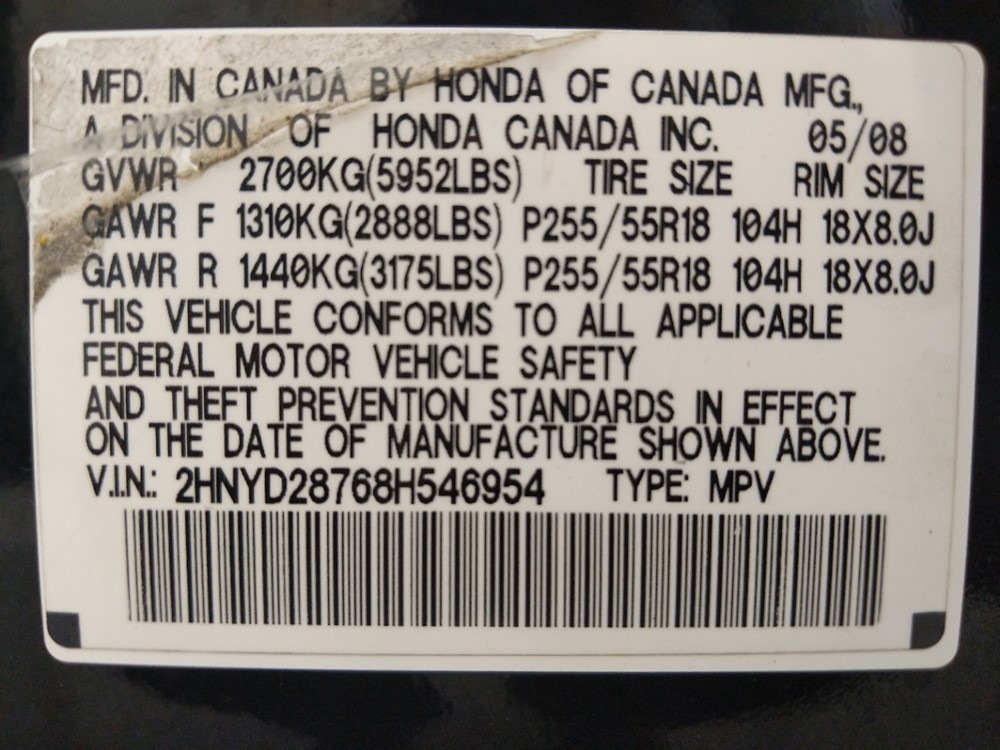 MFD. IN CANADA BY HONDA OF CANADA MFG.,
A DIVISION OF HONDA CANADA INC. 05/08
GVWR 2700KG(5952LBS) TIRE SIZE RIM SIZE
GAWR F 1310KG(2888LBS) P255/55R18 104H 18X8.0J
GAWR R 1440KG(3175LBS) P255/55R18 104H 18X8.0J
THIS VEHICLE CONFORMS TO ALL APPLICABLE
FEDERAL MOTOR VEHICLE SAFETY
AND THEFT PREVENTION STANDARDS IN EFFECT
ON THE DATE OF MANUFACTURE SHOWN ABOVE.
V.I.N.: 2HNYD28768H546954 TYPE: MPV